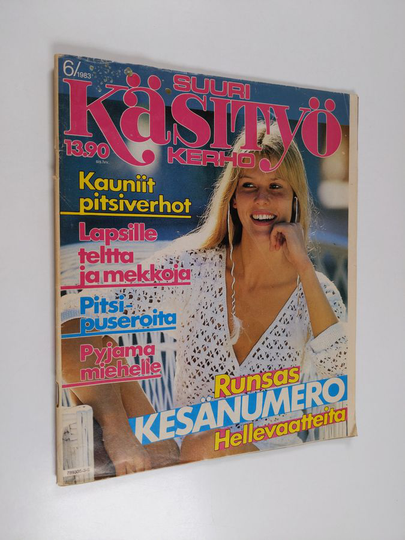 6/1983
SUURI
KÄSITYÖ
KERHO
13,90
Kauniit
pitsiverhot
Lapsille
teltta
ja mekkoja
Pitsi-
puseroita
Pyjama
miehelle
Runsas
KESÄNUMERO
Hellevaatteita